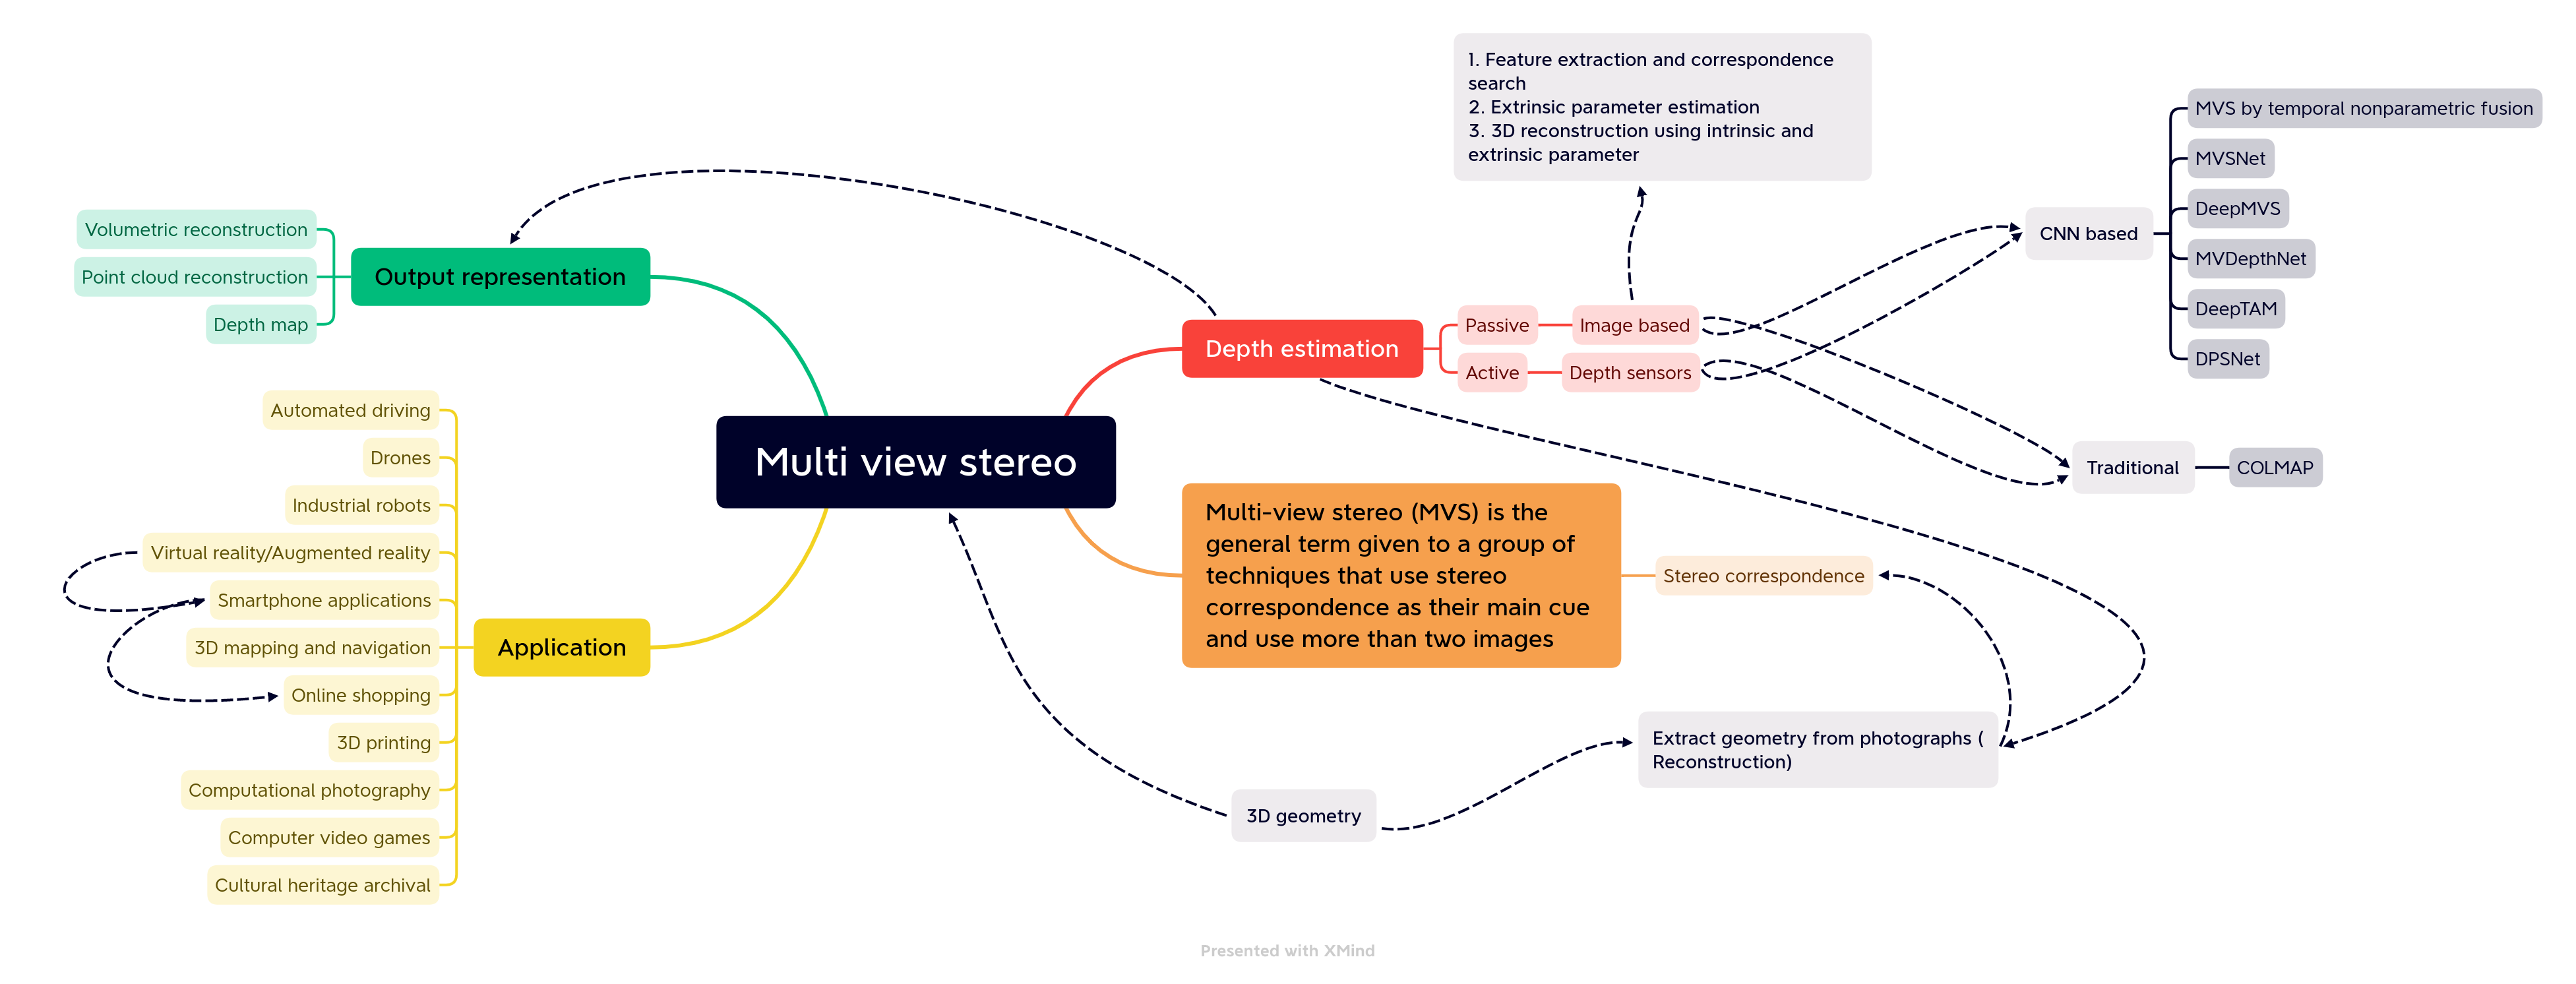 Multi view stereo
Output representation
Volumetric reconstruction
Point cloud reconstruction
Depth map
Application
Automated driving
Drones
Industrial robots
Virtual reality/Augmented reality
Smartphone applications
3D mapping and navigation
Online shopping
3D printing
Computational photography
Computer video games
Cultural heritage archival
Depth estimation
Passive
Image based
Active
Depth sensors
1. Feature extraction and correspondence
search
2. Extrinsic parameter estimation
3. 3D reconstruction using intrinsic and
extrinsic parameter
CNN based
MVS by temporal nonparametric fusion
MVSNet
DeepMVS
MVDepthNet
DeepTAM
DPSNet
Traditional
COLMAP
Multi-view stereo (MVS) is the
general term given to a group of
techniques that use stereo
correspondence as their main cue
and use more than two images
Stereo correspondence
Extract geometry from photographs (
Reconstruction)
3D geometry
Presented with XMind